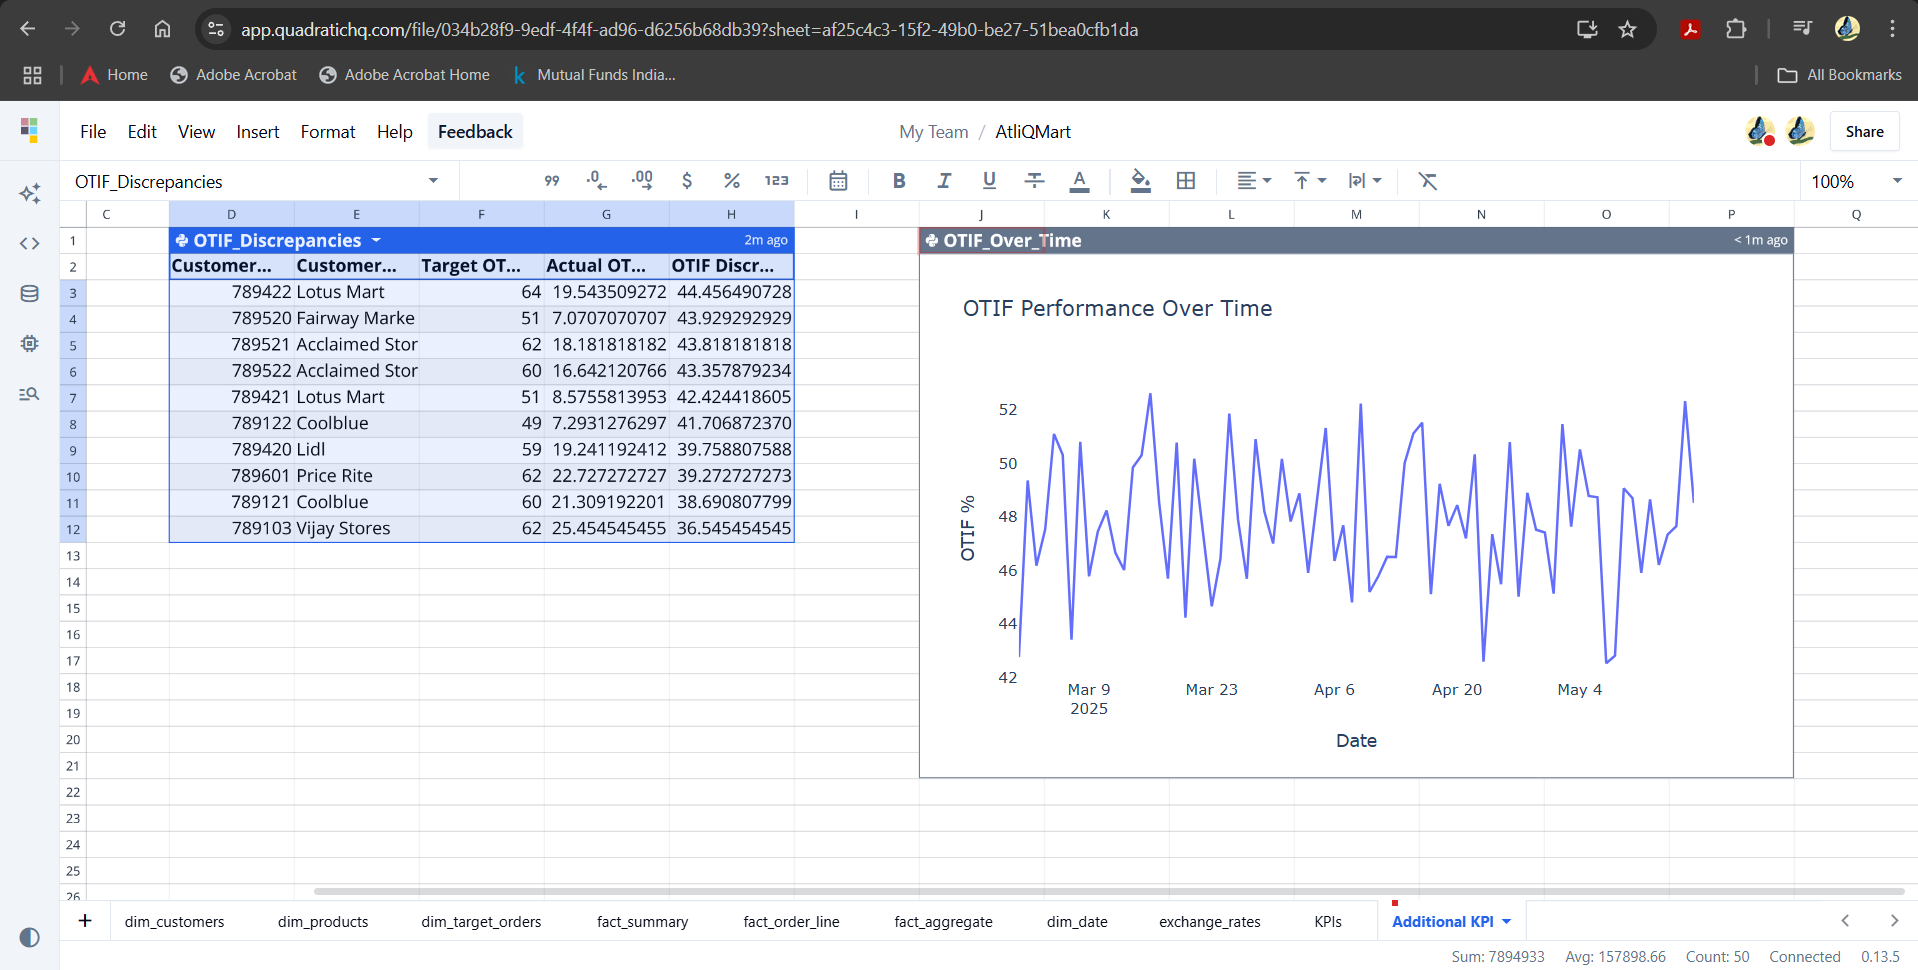 app.quadratichq.com/file/034b28f9-9edf-4f4f-ad96-d6256b68db39?sheet=af25c4c3-15f2-49b0-be27-51bea0cfb1da
Home Adobe Acrobat Adobe Acrobat Home Mutual Funds India... All Bookmarks
File Edit View Insert Format Help Feedback My Team / AtliQMart Share
OTIF_Discrepancies 99 .0 .00 $ % 123 B I U A 100%
C D E F G H I J K L M N O P Q
1 OTIF_Discrepancies 2m ago OTIF_Over_Time < 1m ago
2 Customer... Customer... Target OT... Actual OT... OTIF Discr...
3 789422 Lotus Mart 64 19.543509272 44.456490728
4 789520 Fairway Marke 51 7.0707070707 43.929292929
5 789521 Acclaimed Stor 62 18.181818182 43.818181818
6 789522 Acclaimed Stor 60 16.642120766 43.357879234
7 789421 Lotus Mart 51 8.5755813953 42.424418605
8 789122 Coolblue 49 7.2931276297 41.706872370
9 789420 Lidl 59 19.241192412 39.758807588
10 789601 Price Rite 62 22.727272727 39.272727273
11 789121 Coolblue 60 21.309192201 38.690807799
12 789103 Vijay Stores 62 25.454545455 36.545454545
13
14
15
16
17
18
19
20
21
22
23
24
25
26
OTIF Performance Over Time
52
50
48
46
44
42
OTIF %
Mar 9 Mar 23 Apr 6 Apr 20 May 4
2025
Date
+ dim_customers dim_products dim_target_orders fact_summary fact_order_line fact_aggregate dim_date exchange_rates KPIs Additional KPI
Sum: 7894933 Avg: 157898.66 Count: 50 Connected 0.13.5